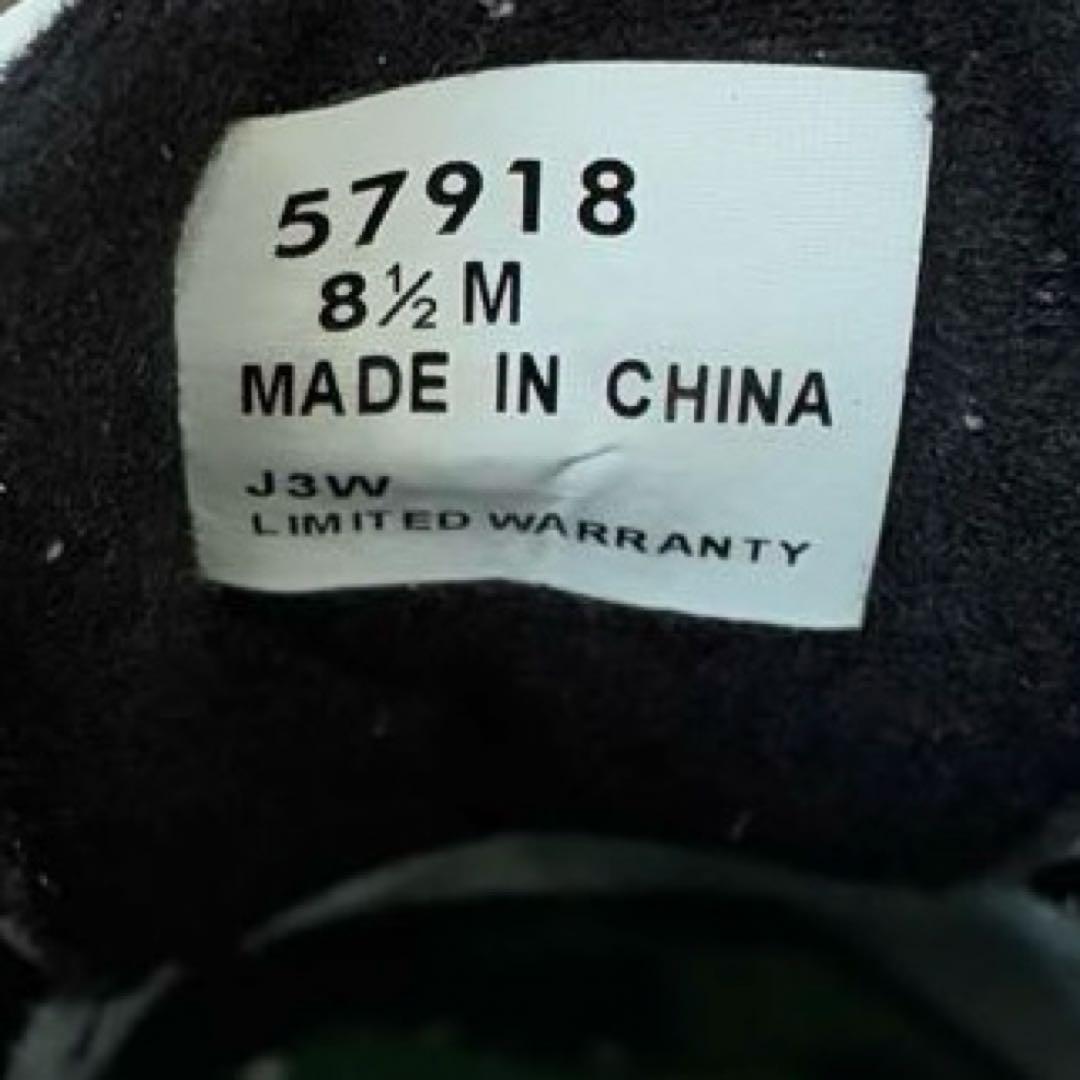 57918
8½ M
MADE IN CHINA
J3W
LIMITED WARRANTY